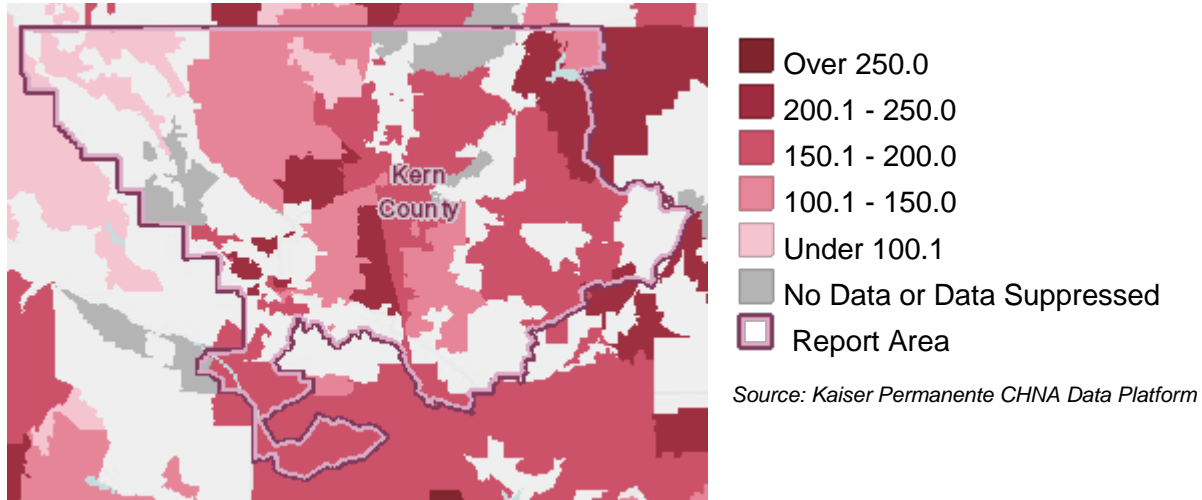 Kern
County
Over 250.0
200.1 - 250.0
150.1 - 200.0
100.1 - 150.0
Under 100.1
No Data or Data Suppressed
Report Area
Source: Kaiser Permanente CHNA Data Platform